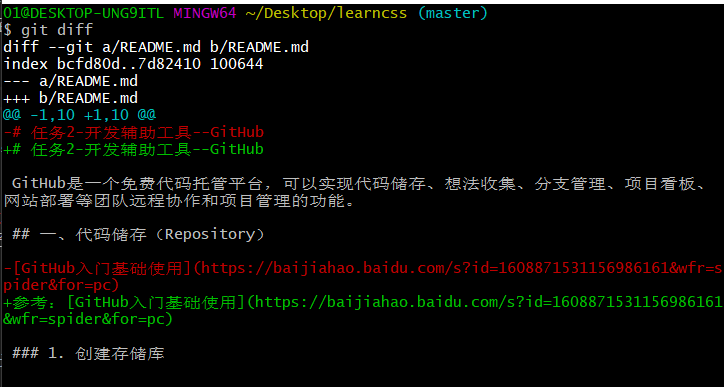 01@DESKTOP-UNG9ITL MINGW64 ~/Desktop/learncss (master)
$ git diff
diff --git a/README.md b/README.md
index bcfd80d..7d82410 100644
--- a/README.md
+++ b/README.md
@@ -1,10 +1,10 @@
-# 任务2-开发辅助工具--GitHub
+# 任务2-开发辅助工具--GitHub
 GitHub是一个免费代码托管平台，可以实现代码储存、想法收集、分支管理、项目看板、
网站部署等团队远程协作和项目管理的功能。
 ## 一、代码储存（Repository）
-[GitHub入门基础使用](https://baijiahao.baidu.com/s?id=1608871531156986161&wfr=s
pider&for=pc)
+参考：[GitHub入门基础使用](https://baijiahao.baidu.com/s?id=1608871531156986161
&wfr=spider&for=pc)
 ### 1. 创建存储库